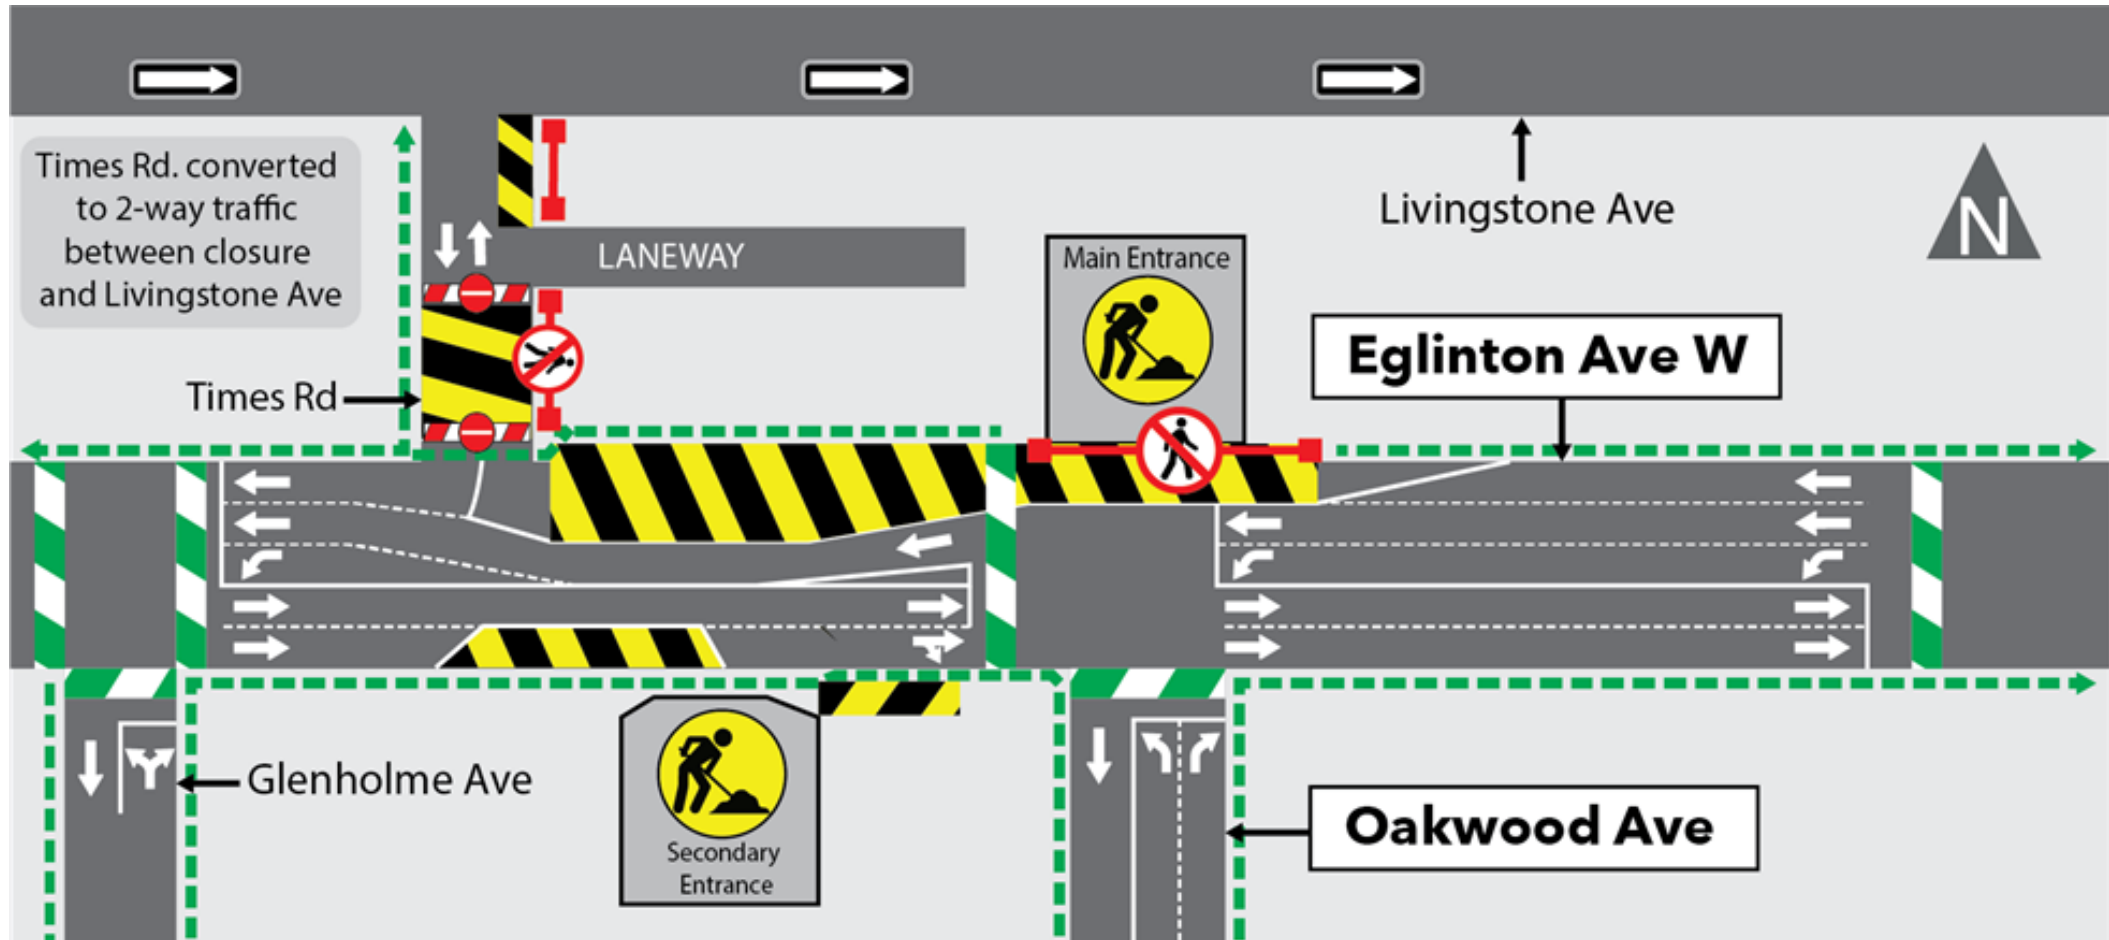 Times Rd. converted
to 2-way traffic
between closure
and Livingstone Ave
Livingstone Ave
N
LANEWAY
Main Entrance
Eglinton Ave W
Times Rd
Glenholme Ave
Oakwood Ave
Secondary
Entrance